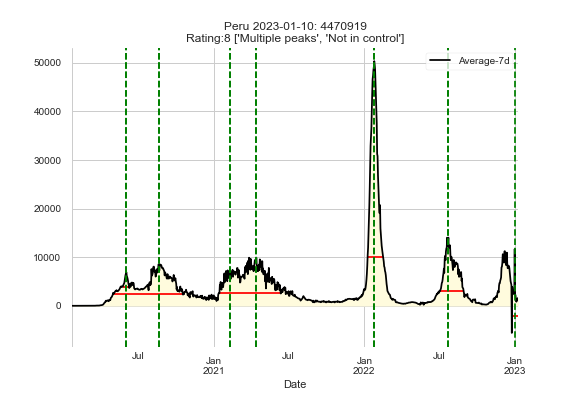 Peru 2023-01-10: 4470919
Rating:8 ['Multiple peaks', 'Not in control']
Average-7d
50000
40000
30000
20000
10000
0
Jul
Jan
2021
Jul
Jan
2022
Jul
Jan
2023
Date